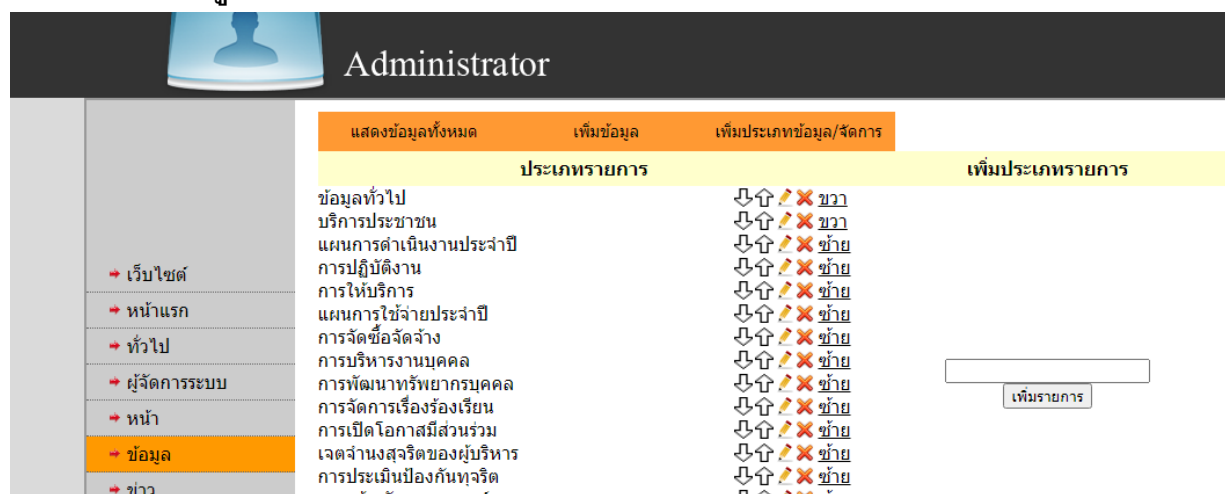 Administrator
แสดงข้อมูลทั้งหมด เพิ่มข้อมูล เพิ่มประเภทข้อมูล/จัดการ
ประเภทรายการ เพิ่มประเภทรายการ
ข้อมูลทั่วไป ขวา
บริการประชาชน ขวา
แผนการดำเนินงานประจำปี ซ้าย
การปฏิบัติงาน ซ้าย
การให้บริการ ซ้าย
แผนการใช้จ่ายประจำปี ซ้าย
การจัดซื้อจัดจ้าง ซ้าย
การบริหารงานบุคคล ซ้าย
การพัฒนาทรัพยากรบุคคล ซ้าย
การจัดการเรื่องร้องเรียน ซ้าย
การเปิดโอกาสมีส่วนร่วม ซ้าย
เจตจำนงสุจริตของผู้บริหาร ซ้าย
การประเมินป้องกันทุจริต ซ้าย
เพิ่มรายการ
เว็บไซต์
หน้าแรก
ทั่วไป
ผู้จัดการระบบ
หน้า
ข้อมูล
ข่าว